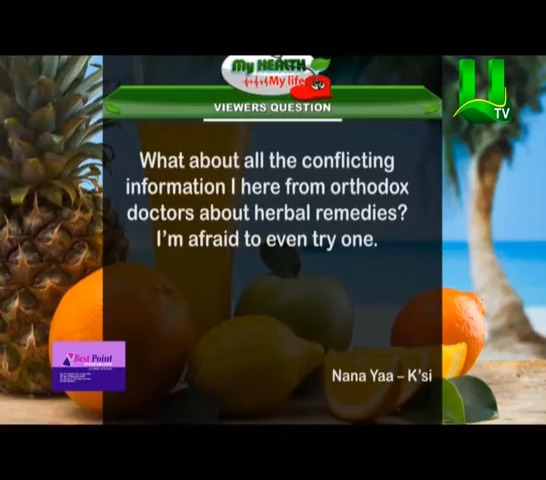 My HEALTH
My life
VIEWERS QUESTION
U
TV
What about all the conflicting
information I here from orthodox
doctors about herbal remedies?
I'm afraid to even try one.
Best Point
Nana Yaa – K'si